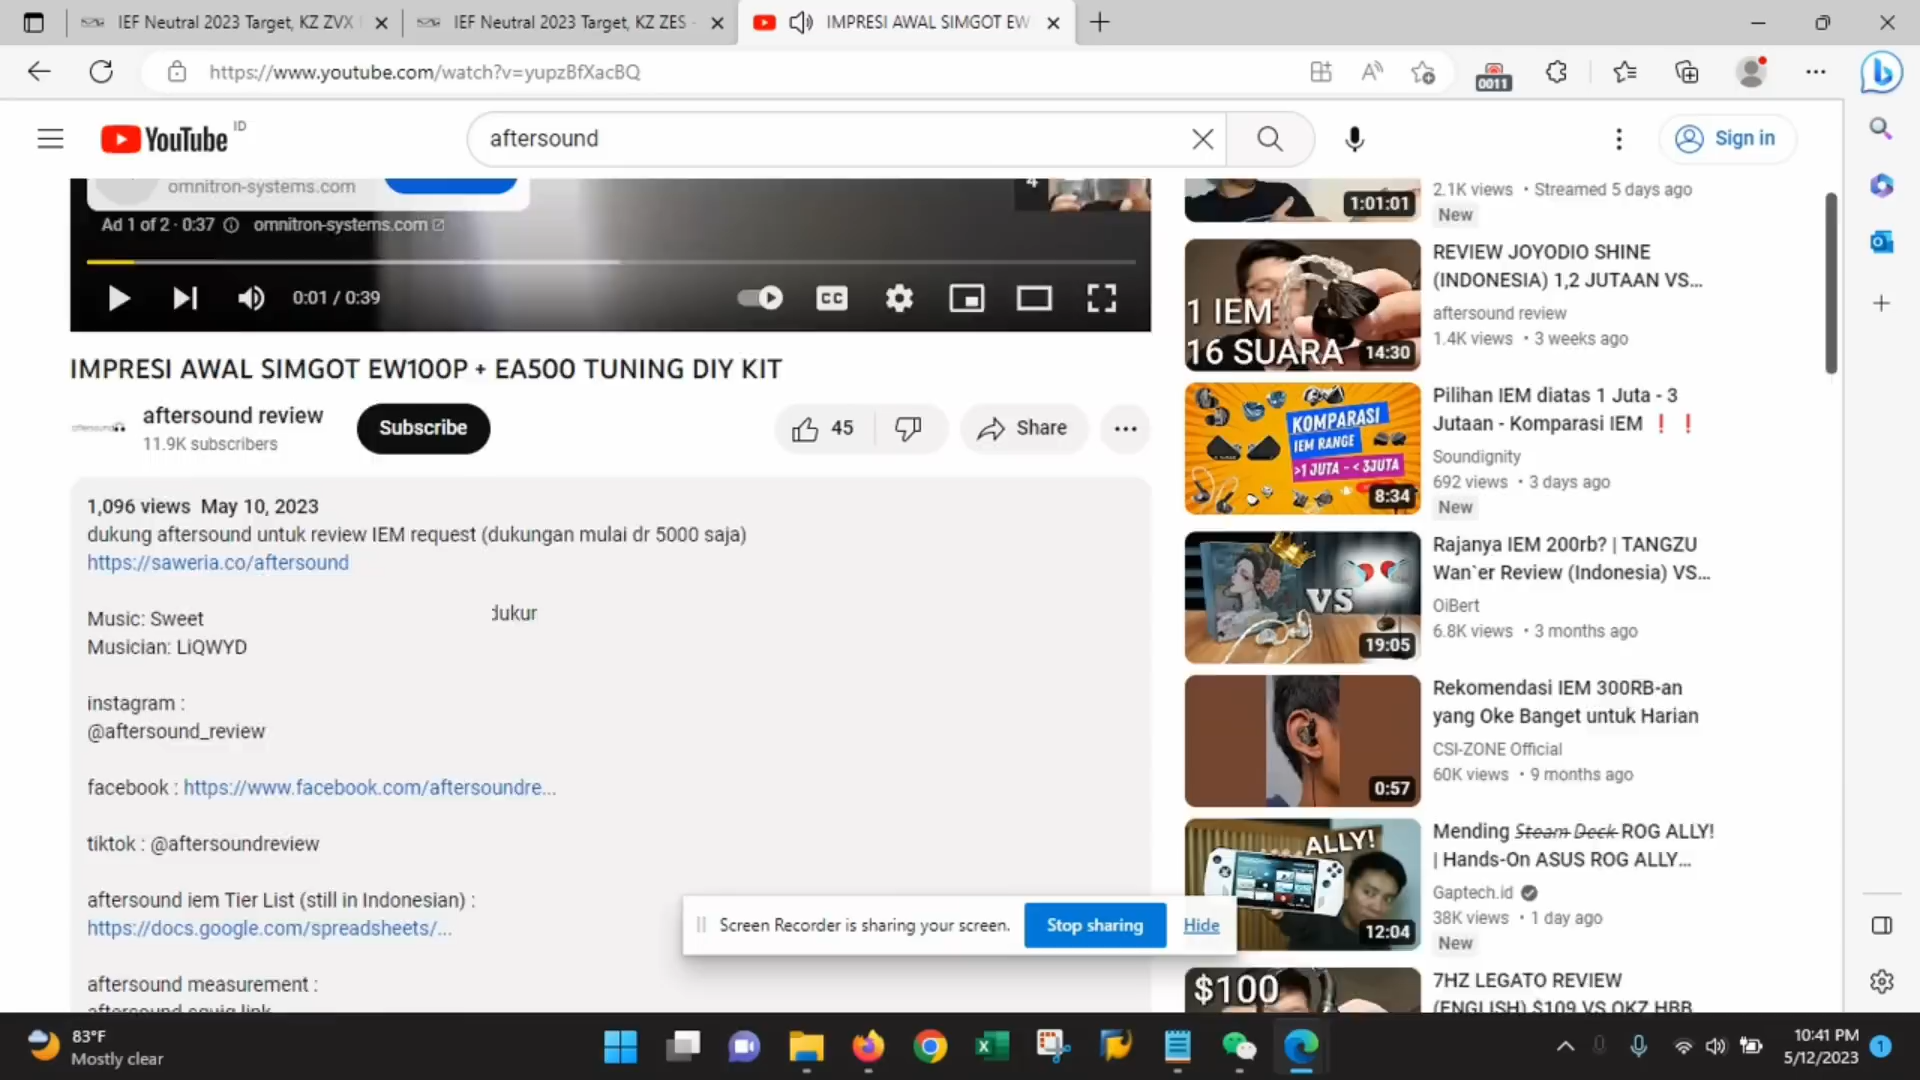 IEF Neutral 2023 Target, KZ ZVX
IEF Neutral 2023 Target, KZ ZES
IMPRESI AWAL SIMGOT EW
https://www.youtube.com/watch?v=yupzBfXacBQ
0011
YouTube ID
aftersound
Sign in
omnitron-systems.com
Ad 1 of 2 · 0:37 omnitron-systems.com
0:01 / 0:39
CC
IMPRESI AWAL SIMGOT EW100P + EA500 TUNING DIY KIT
aftersound review
11.9K subscribers
Subscribe
45
Share
1,096 views May 10, 2023
dukung aftersound untuk review IEM request (dukungan mulai dr 5000 saja)
https://saweria.co/aftersound
Music: Sweet
Musician: LiQWYD
dukur
instagram :
@aftersound_review
facebook : https://www.facebook.com/aftersoundre...
tiktok : @aftersoundreview
aftersound iem Tier List (still in Indonesian) :
https://docs.google.com/spreadsheets/...
aftersound measurement :
aftersound squig link
1:01:01
2.1K views • Streamed 5 days ago
New
1 IEM
16 SUARA
14:30
REVIEW JOYODIO SHINE
(INDONESIA) 1,2 JUTAAN VS...
aftersound review
1.4K views • 3 weeks ago
KOMPARASI
IEM RANGE
>1 JUTA - < 3JUTA
8:34
Pilihan IEM diatas 1 Juta - 3
Jutaan - Komparasi IEM ❗ ❗
Soundignity
692 views • 3 days ago
New
VS
19:05
Rajanya IEM 200rb? | TANGZU
Wan`er Review (Indonesia) VS...
OiBert
6.8K views • 3 months ago
0:57
Rekomendasi IEM 300RB-an
yang Oke Banget untuk Harian
CSI-ZONE Official
60K views • 9 months ago
ALLY!
12:04
Mending Steam Deck ROG ALLY!
| Hands-On ASUS ROG ALLY...
Gaptech.id
38K views • 1 day ago
New
$100
7HZ LEGATO REVIEW
(ENGLISH) $109 VS OKZ HBB
Screen Recorder is sharing your screen.
Stop sharing
Hide
83°F
Mostly clear
10:41 PM
5/12/2023
1